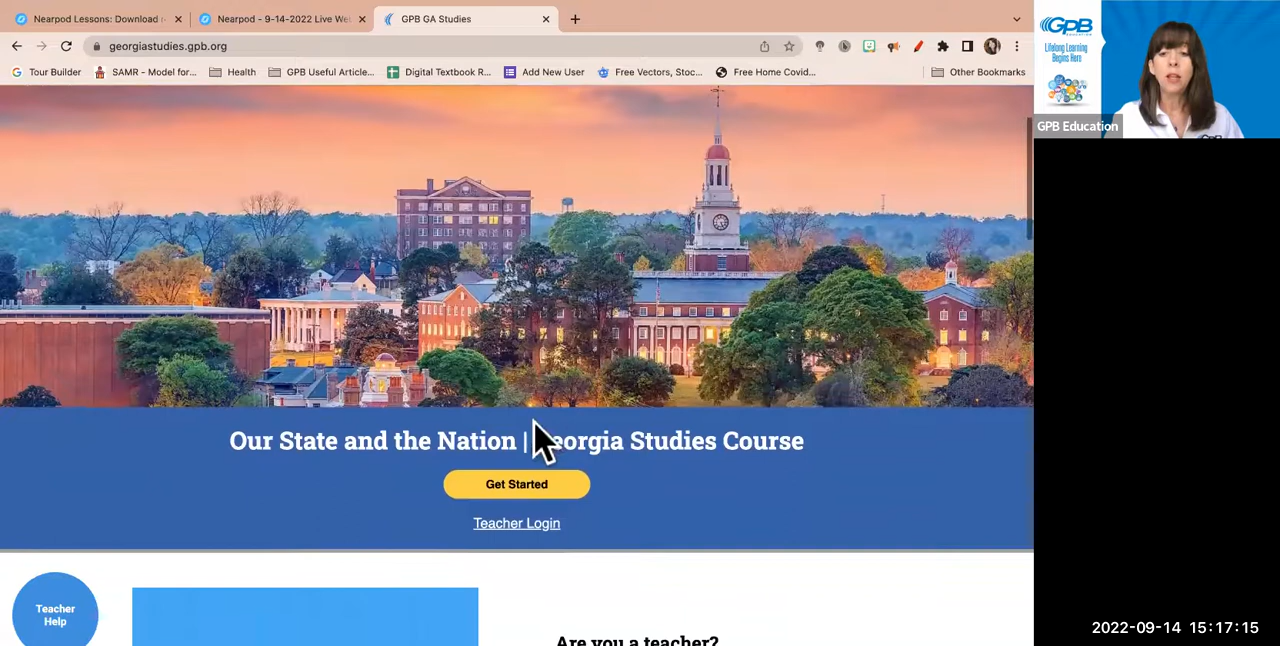 Nearpod Lessons: Download r
Nearpod - 9-14-2022 Live We
GPB GA Studies
georgiastudies.gpb.org
Tour Builder
SAMR - Model for...
Health
GPB Useful Article...
Digital Textbook R...
Add New User
Free Vectors, Stoc...
Free Home Covid...
Other Bookmarks
GPB
EDUCATION
Lifelong Learning
Begins Here
GPB Education
Our State and the Nation | Georgia Studies Course
Get Started
Teacher Login
Teacher
Help
Are you a teacher?
2022-09-14 15:17:15